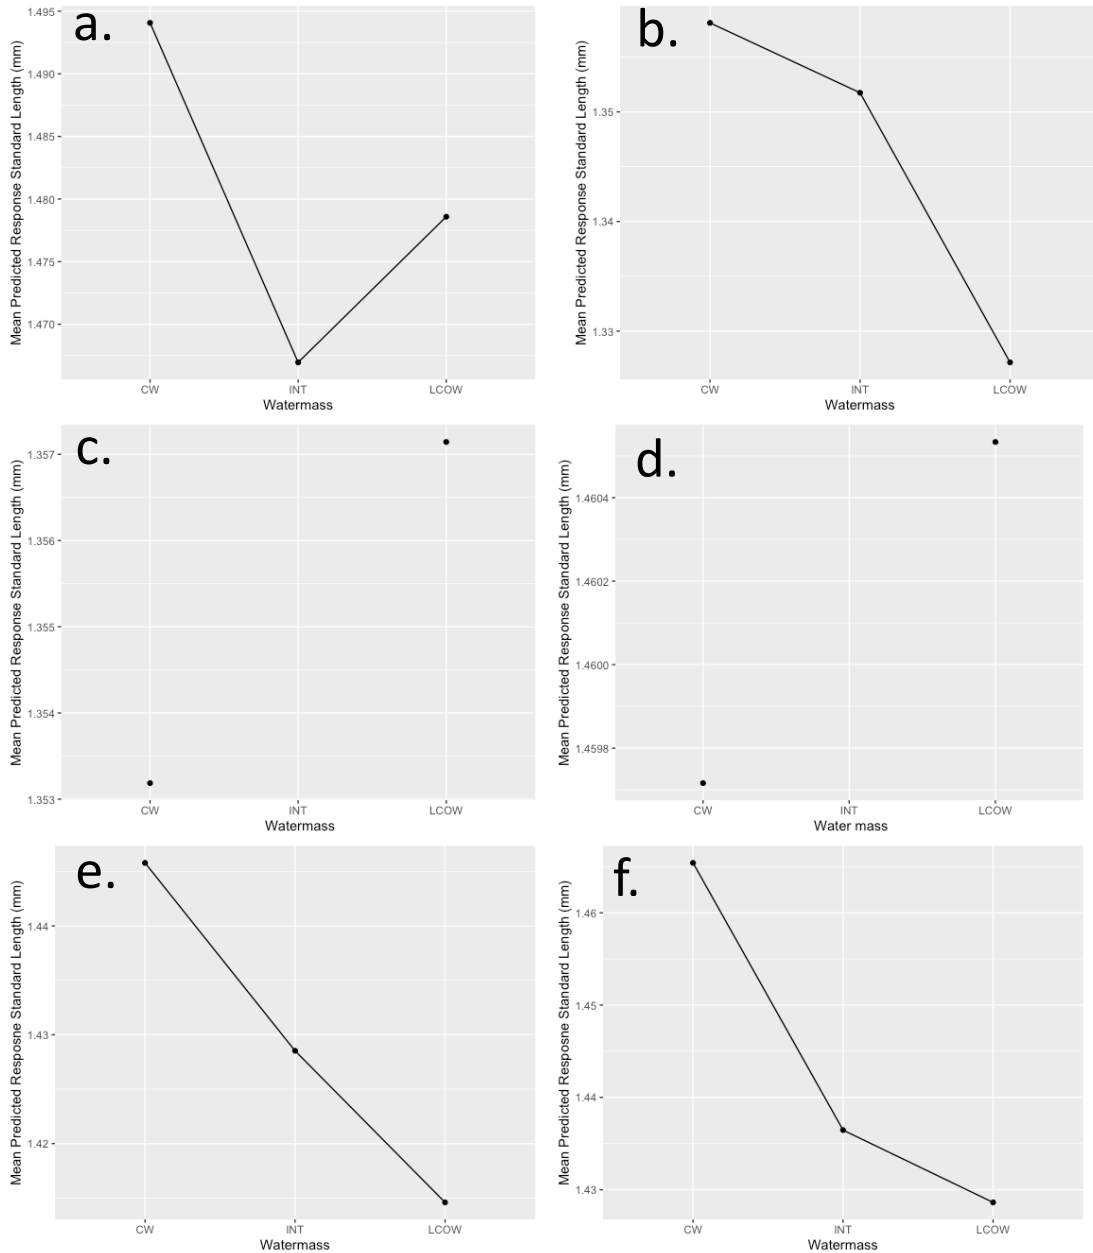 a.
Mean Predicted Response Standard Length (mm)
1.495
1.490
1.485
1.480
1.475
1.470
CW INT LCOW
Watermass
b.
Mean Predicted Response Standard Length (mm)
1.35
1.34
1.33
CW INT LCOW
Watermass
c.
Mean Predicted Response Standard Length (mm)
1.357
1.356
1.355
1.354
1.353
CW INT LCOW
Watermass
d.
Mean Predicted Response Standard Length (mm)
1.4604
1.4602
1.4600
1.4598
CW INT LCOW
Water mass
e.
Mean Predicted Resposne Standard Length (mm)
1.44
1.43
1.42
CW INT LCOW
Watermass
f.
Mean Predicted Response Standard Length (mm)
1.46
1.45
1.44
1.43
CW INT LCOW
Watermass